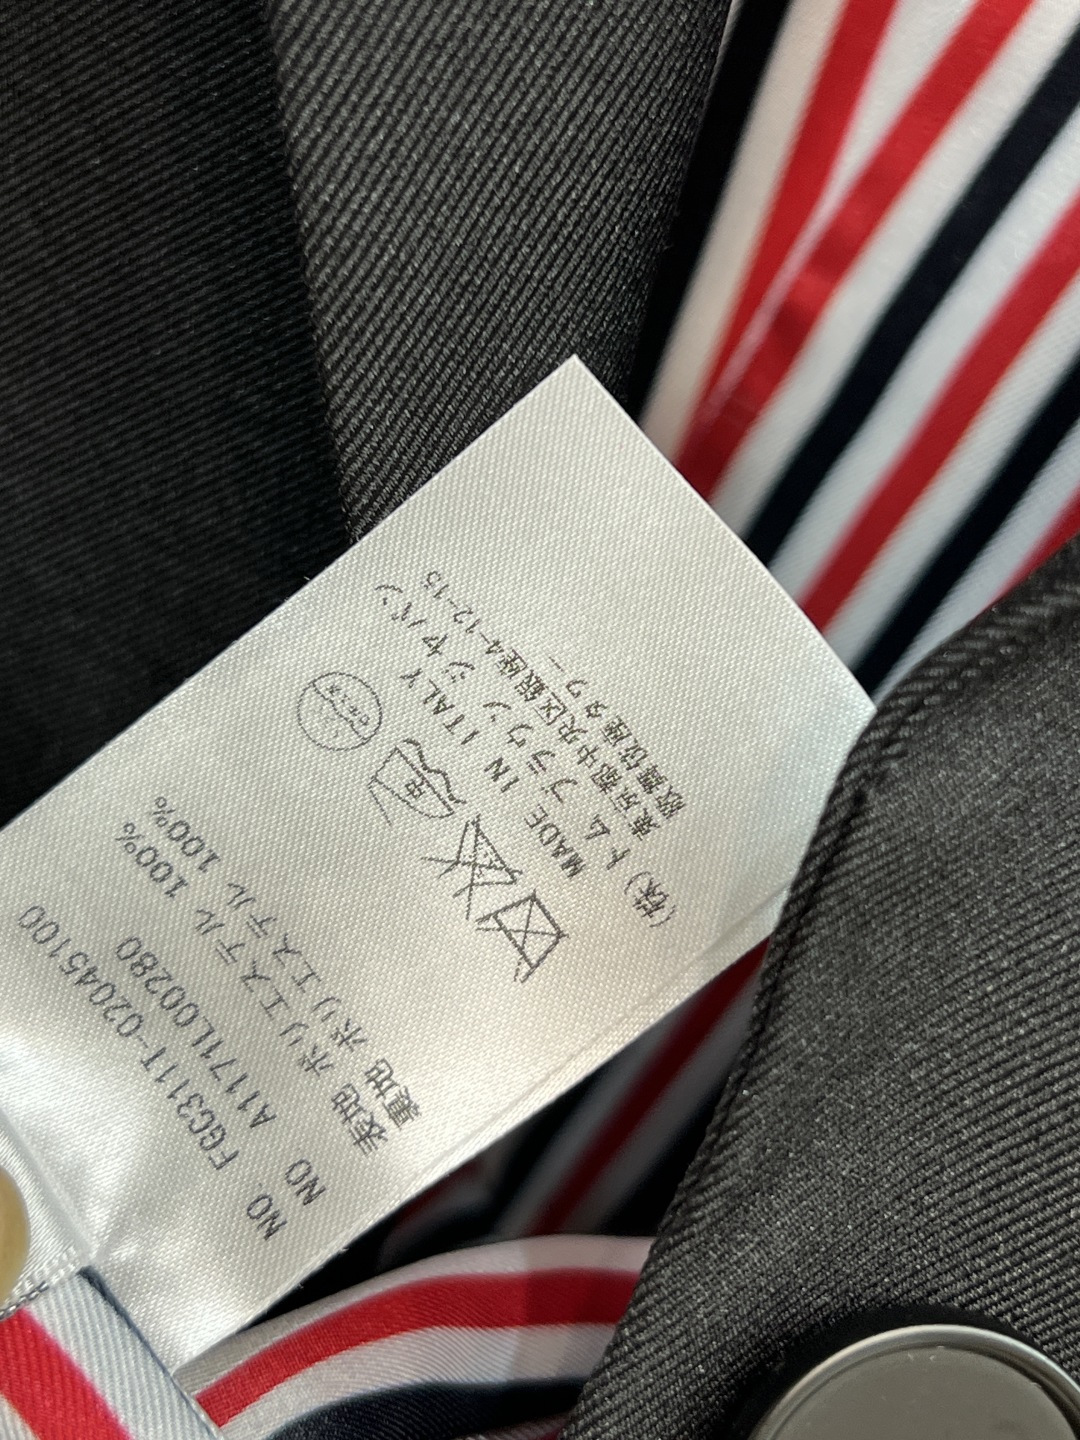 NO. FGC311T-02045100
NO A1171L00280
表地 ポリエステル 100%
裏地 ポリエステル 100%
中
MADE IN ITALY
(株)トム ブラウン ジャパン
東京都中央区銀座4-12-15
歌舞伎座タワー